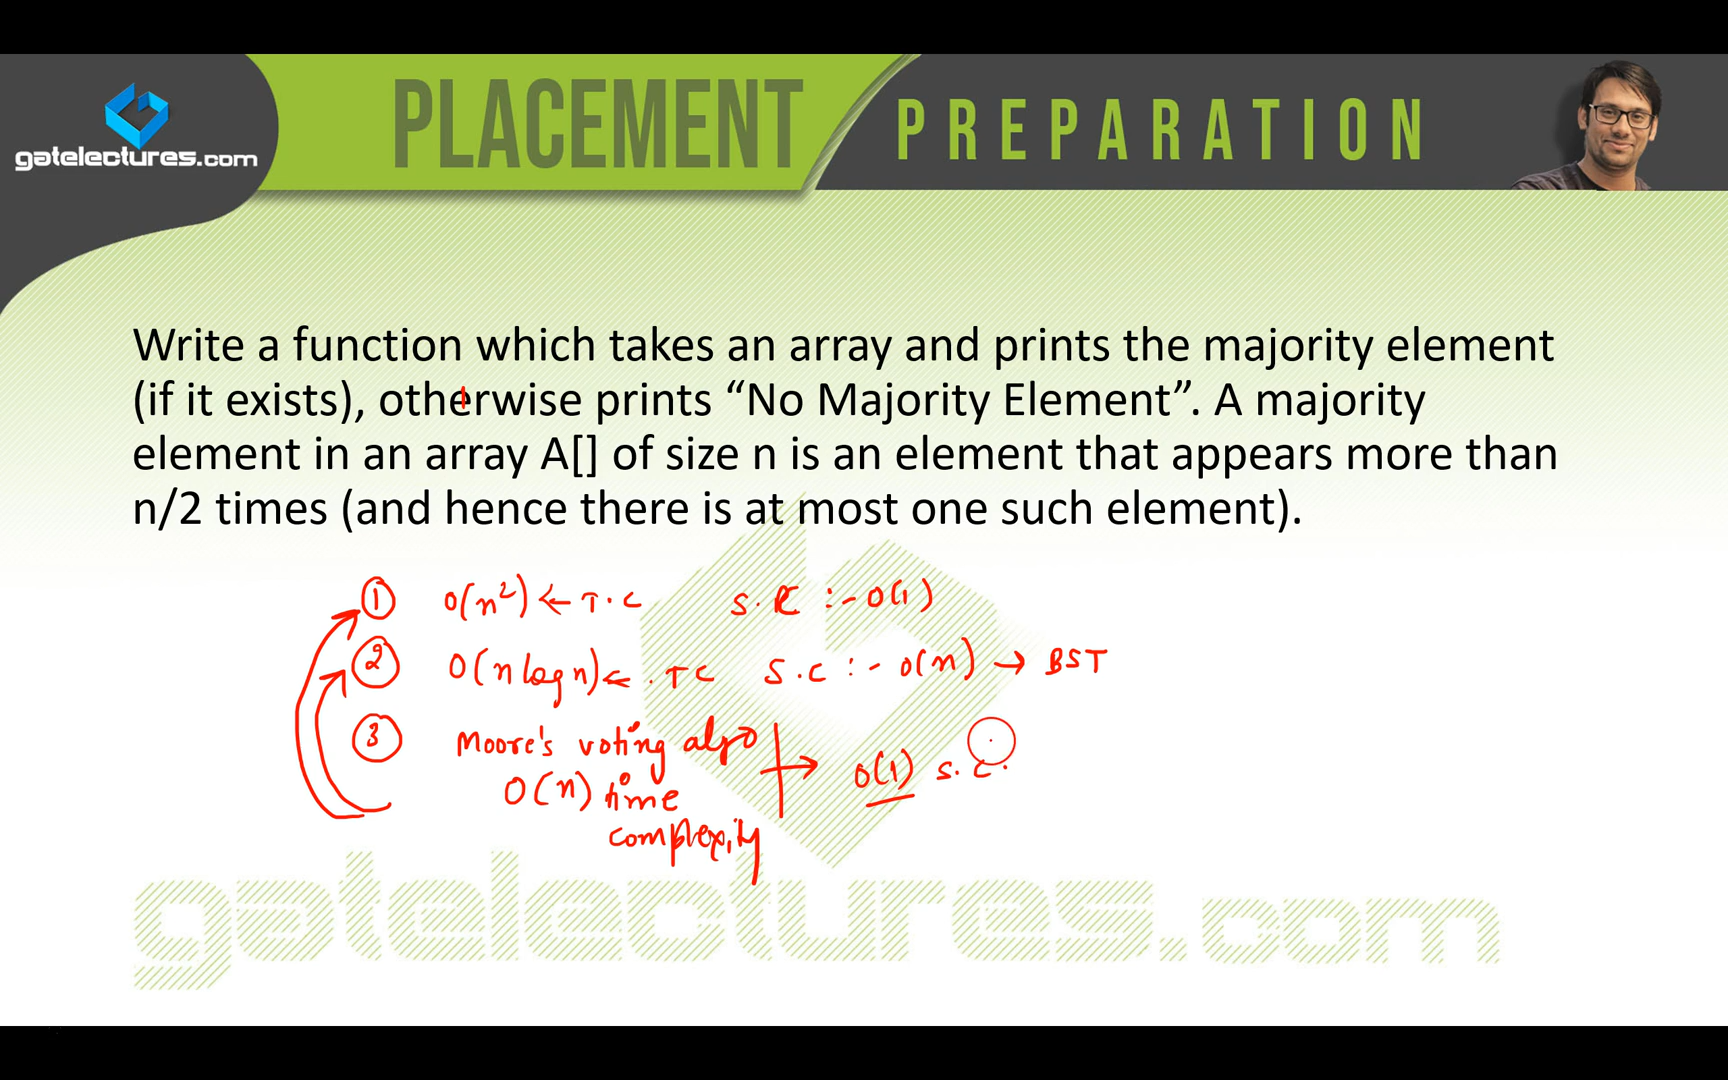 PLACEMENT PREPARATION
gatelectures.com
Write a function which takes an array and prints the majority element
(if it exists), otherwise prints “No Majority Element”. A majority
element in an array A[] of size n is an element that appears more than
n/2 times (and hence there is at most one such element).
1 O(n²) ← T.C S.C :- O(1)
2 O(n log n) ← . TC S.C :- O(n) → BST
3 Moore's voting algo → O(1) S.C.
O(n) time
complexity
gatelectures.com